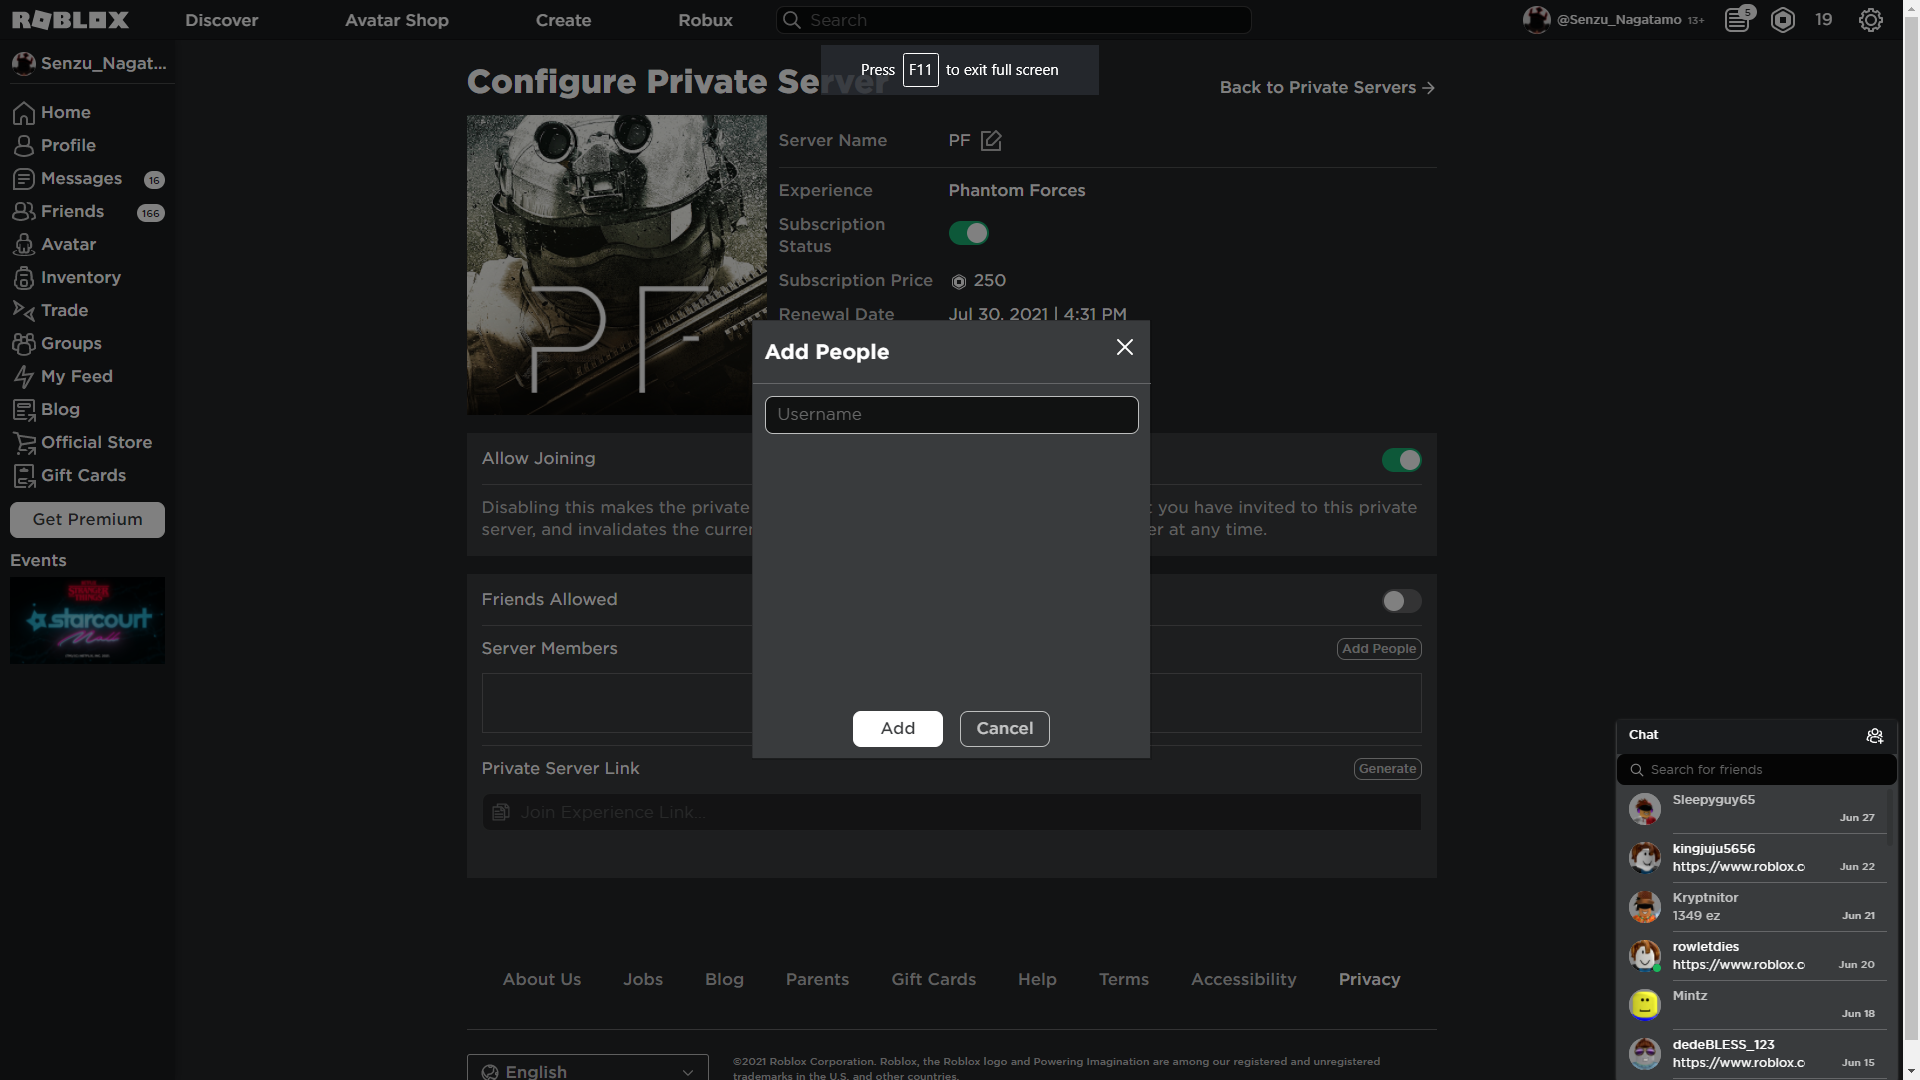 ROBLOX
Discover
Avatar Shop
Create
Robux
Search
@Senzu_Nagatamo 13+
5
19
Press F11 to exit full screen
Senzu_Nagat...
Home
Profile
Messages 16
Friends 166
Avatar
Inventory
Trade
Groups
My Feed
Blog
Official Store
Gift Cards
Get Premium
Events
STRANGER THINGS
starcourt
Mall
Configure Private Server
Back to Private Servers →
PF
Server Name PF
Experience Phantom Forces
Subscription
Status
Subscription Price 250
Renewal Date Jul 30, 2021 | 4:31 PM
Add People
Username
Add
Cancel
Allow Joining
Disabling this makes the private
you have invited to this private
server, and invalidates the curre
er at any time.
Friends Allowed
Server Members
Add People
Private Server Link
Generate
Join Experience Link...
About Us
Jobs
Blog
Parents
Gift Cards
Help
Terms
Accessibility
Privacy
English
©2021 Roblox Corporation. Roblox, the Roblox logo and Powering Imagination are among our registered and unregistered
trademarks in the U.S. and other countries.
Chat
Search for friends
Sleepyguy65
Jun 27
kingjuju5656
https://www.roblox.c
Jun 22
Kryptnitor
1349 ez
Jun 21
rowletdies
https://www.roblox.c
Jun 20
Mintz
Jun 18
dedeBLESS_123
https://www.roblox.c
Jun 15